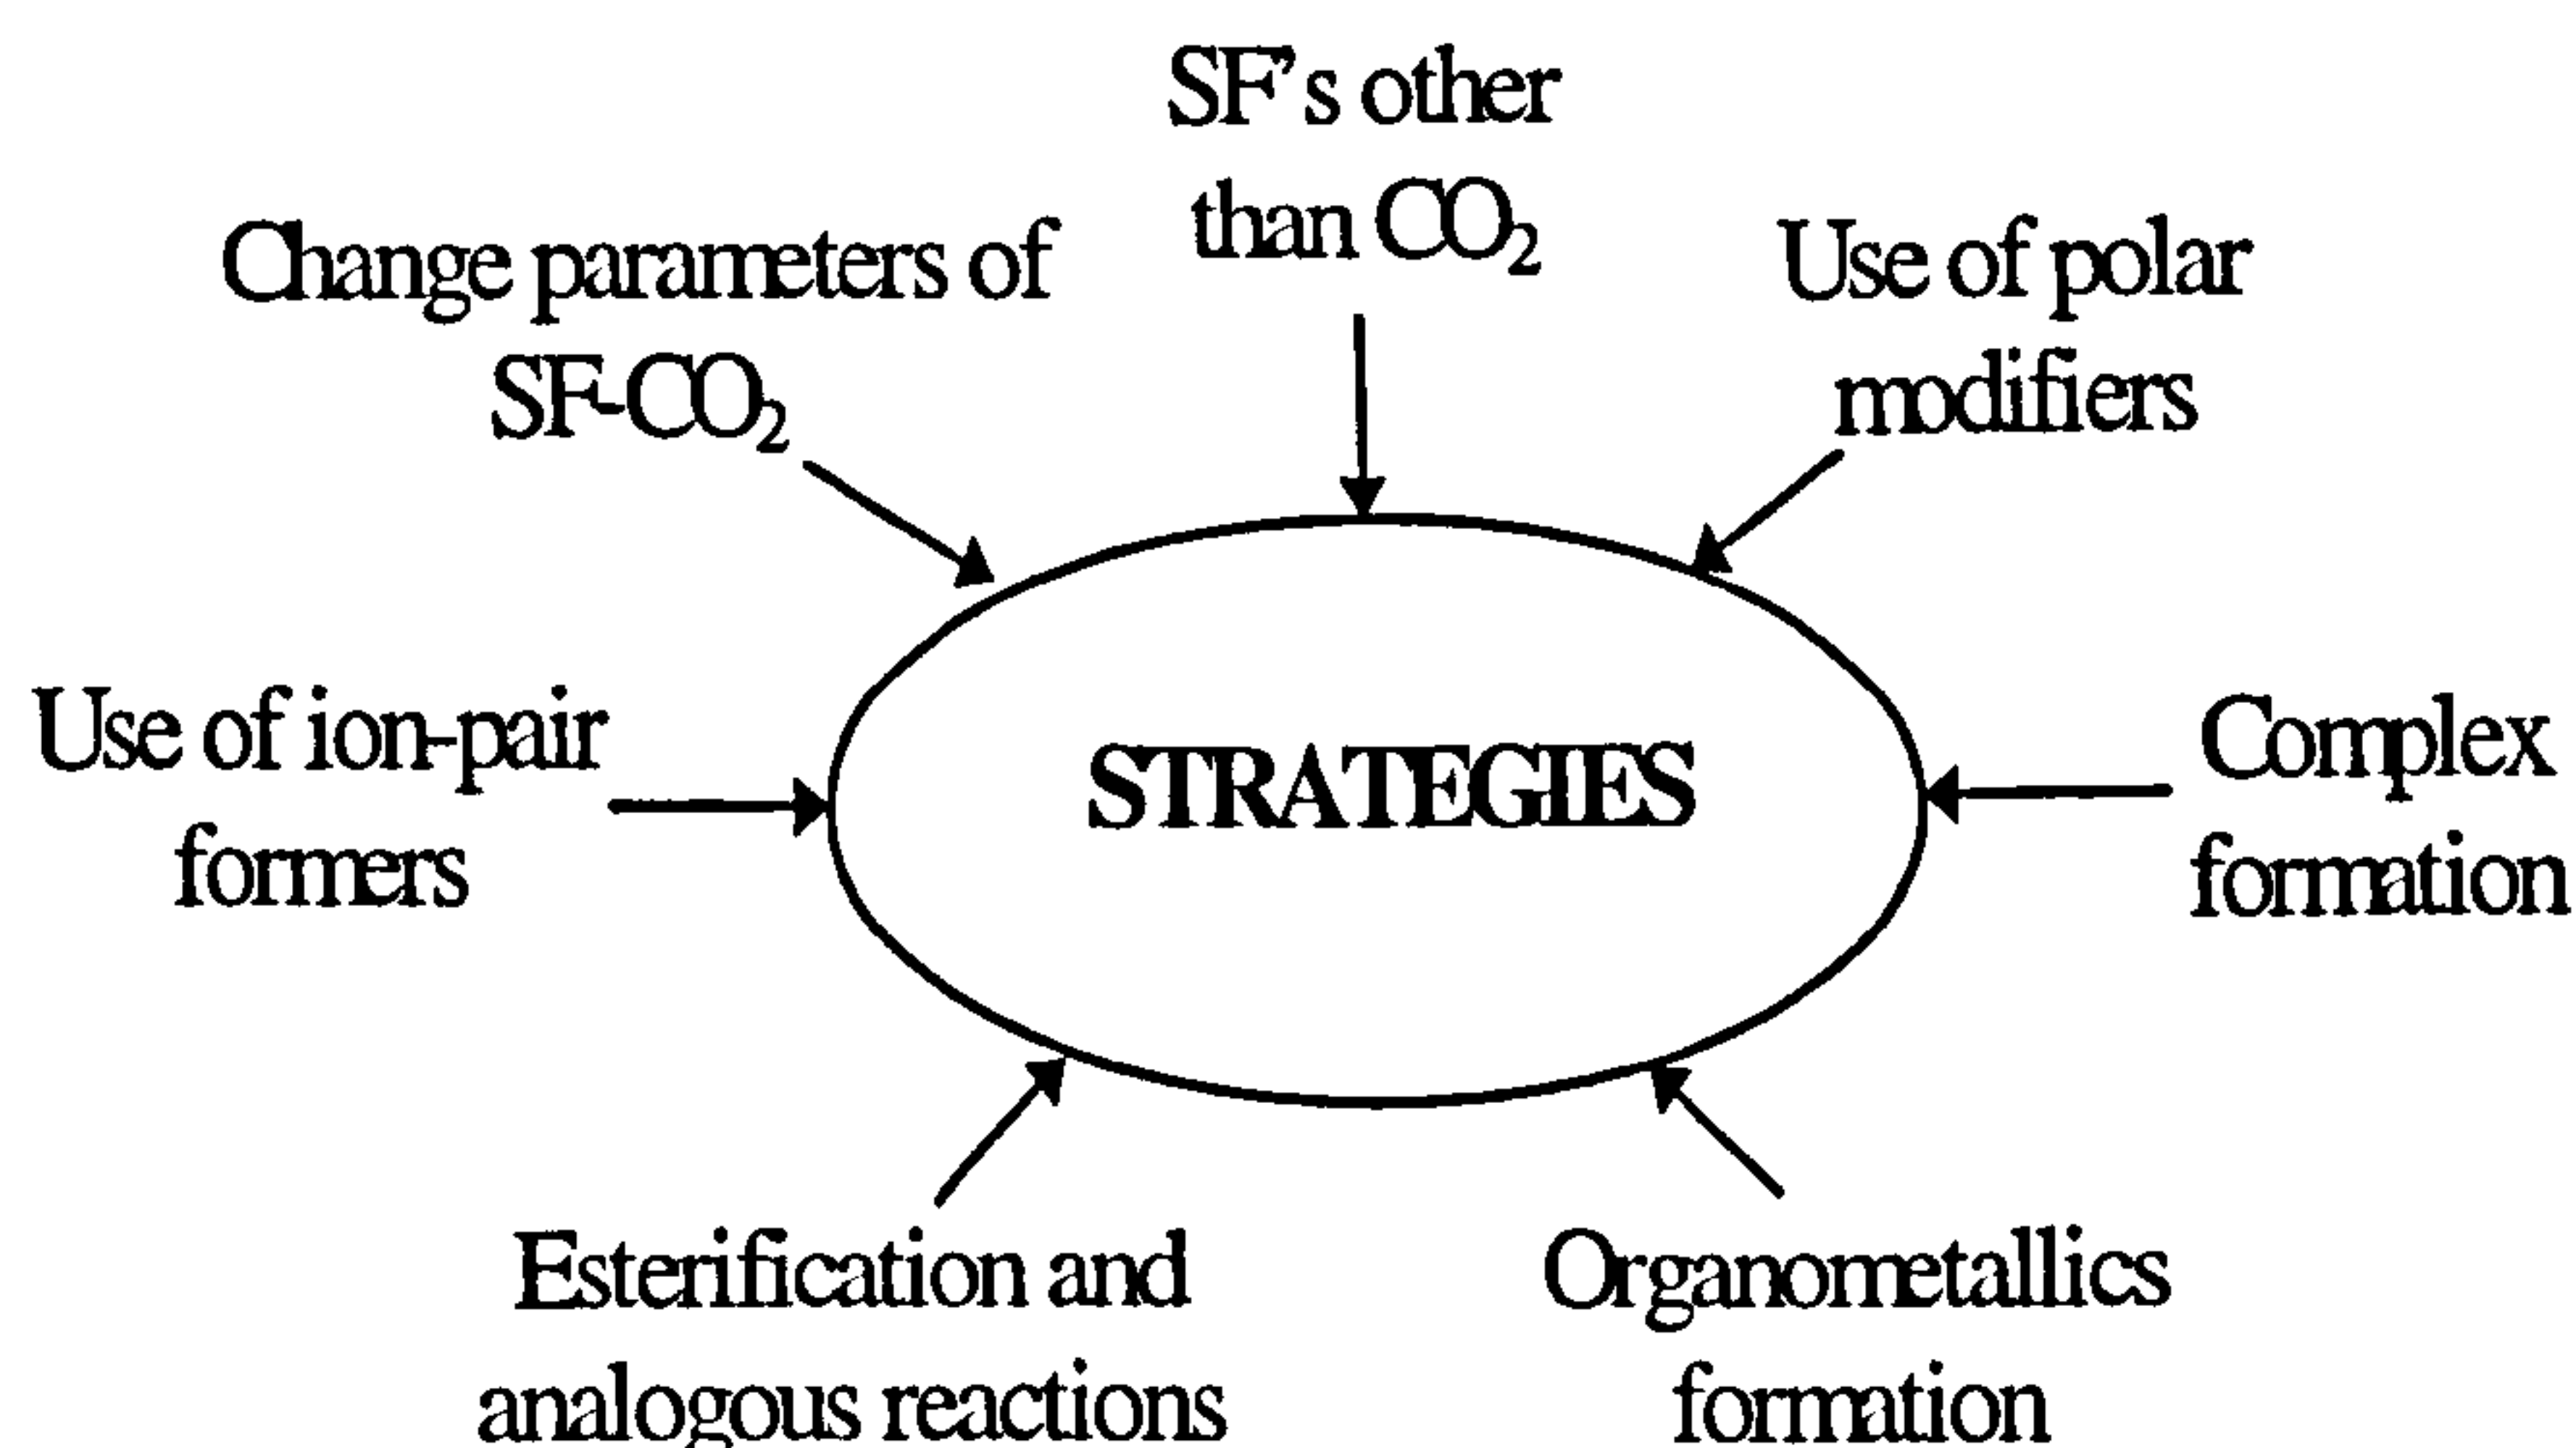 SF's other
than CO₂
Change parameters of
SF-CO₂
Use of polar
modifiers
Use of ion-pair
formers
STRATEGIES
Complex
formation
Esterification and
analogous reactions
Organometallics
formation